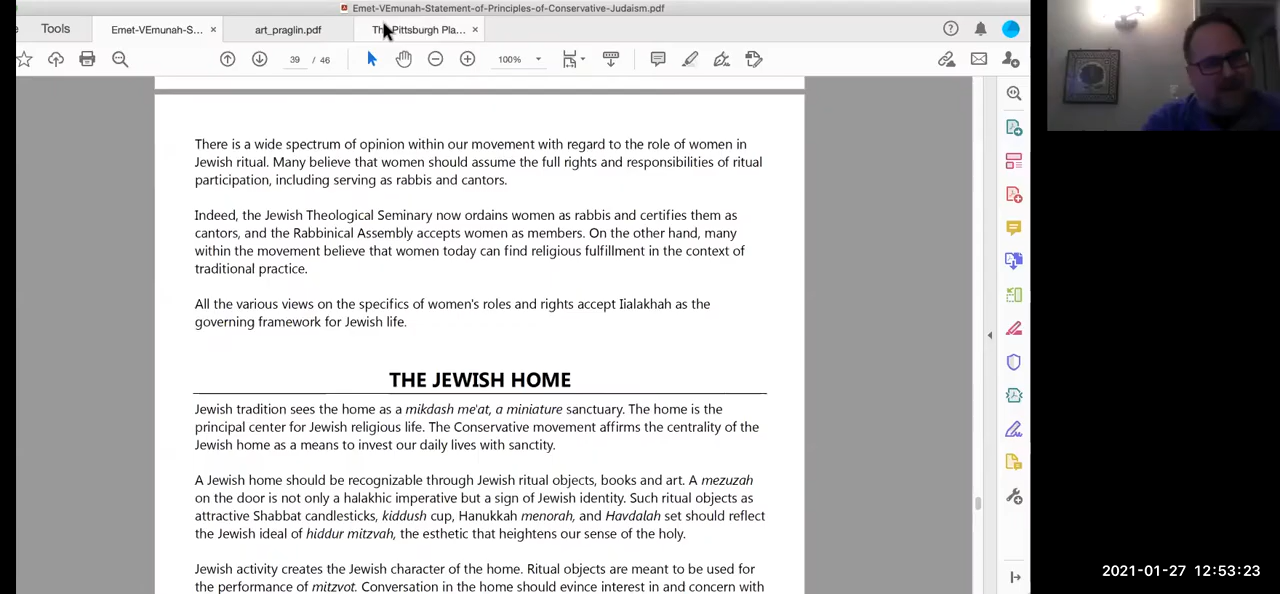 Emet-VEmunah-Statement-of-Principles-of-Conservative-Judaism.pdf
Tools
Emet-VEmunah-S... ×
art_praglin.pdf
Pittsburgh Pla... ×
39 / 46
100%
There is a wide spectrum of opinion within our movement with regard to the role of women in
Jewish ritual. Many believe that women should assume the full rights and responsibilities of ritual
participation, including serving as rabbis and cantors.
Indeed, the Jewish Theological Seminary now ordains women as rabbis and certifies them as
cantors, and the Rabbinical Assembly accepts women as members. On the other hand, many
within the movement believe that women today can find religious fulfillment in the context of
traditional practice.
All the various views on the specifics of women's roles and rights accept Iialakhah as the
governing framework for Jewish life.
THE JEWISH HOME
Jewish tradition sees the home as a mikdash me'at, a miniature sanctuary. The home is the
principal center for Jewish religious life. The Conservative movement affirms the centrality of the
Jewish home as a means to invest our daily lives with sanctity.
A Jewish home should be recognizable through Jewish ritual objects, books and art. A mezuzah
on the door is not only a halakhic imperative but a sign of Jewish identity. Such ritual objects as
attractive Shabbat candlesticks, kiddush cup, Hanukkah menorah, and Havdalah set should reflect
the Jewish ideal of hiddur mitzvah, the esthetic that heightens our sense of the holy.
Jewish activity creates the Jewish character of the home. Ritual objects are meant to be used for
the performance of mitzvot. Conversation in the home should evince interest in and concern with
2021-01-27 12:53:23